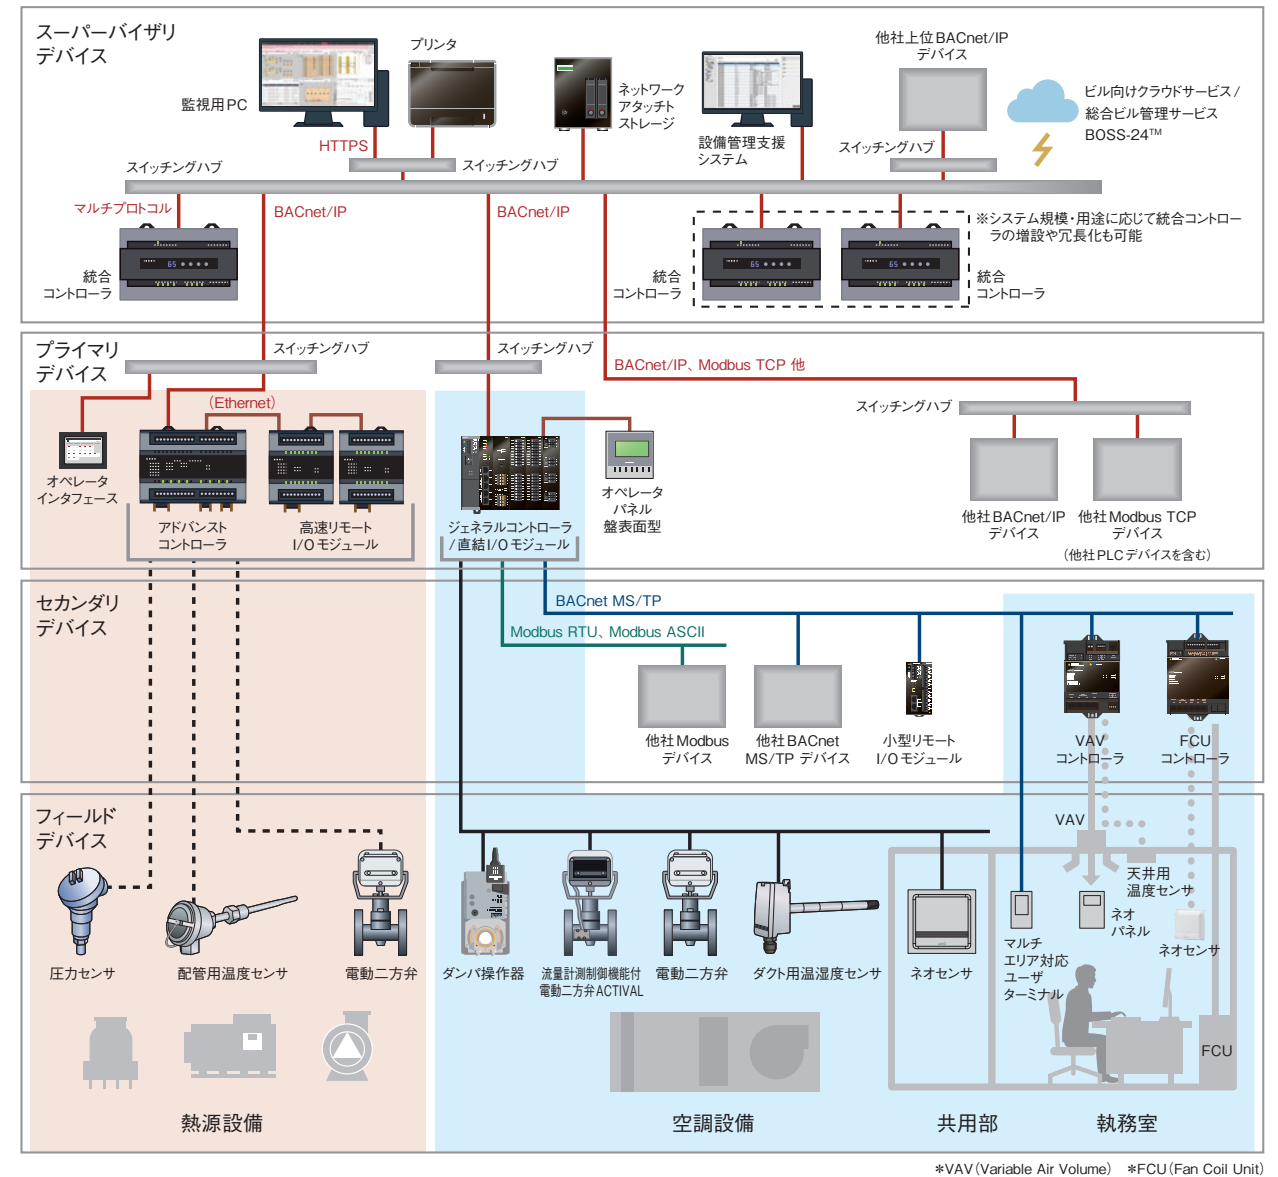 スーパーバイザリ
デバイス
監視用PC
プリンタ
ネットワーク
アタッチト
ストレージ
設備管理支援
システム
他社上位BACnet/IP
デバイス
ビル向けクラウドサービス/
総合ビル管理サービス
BOSS-24™
HTTPS
スイッチングハブ
スイッチングハブ
スイッチングハブ
マルチプロトコル
BACnet/IP
BACnet/IP
※システム規模・用途に応じて統合コントロー
ラの増設や冗長化も可能
統合
コントローラ
統合
コントローラ
統合
コントローラ
プライマリ
デバイス
スイッチングハブ
スイッチングハブ
BACnet/IP、Modbus TCP 他
(Ethernet)
スイッチングハブ
オペレータ
インタフェース
アドバンスト
コントローラ
高速リモート
I/Oモジュール
ジェネラルコントローラ
/直結I/Oモジュール
オペレータ
パネル
盤表面型
他社BACnet/IP
デバイス
他社Modbus TCP
デバイス
(他社PLCデバイスを含む)
セカンダリ
デバイス
BACnet MS/TP
Modbus RTU、Modbus ASCII
他社Modbus
デバイス
他社BACnet
MS/TP デバイス
小型リモート
I/Oモジュール
VAV
コントローラ
FCU
コントローラ
フィールド
デバイス
VAV
天井用
温度センサ
圧力センサ
配管用温度センサ
電動二方弁
ダンパ操作器
流量計測制御機能付
電動二方弁ACTIVAL
電動二方弁
ダクト用温湿度センサ
ネオセンサ
マルチ
エリア対応
ユーザ
ターミナル
ネオ
パネル
ネオセンサ
FCU
熱源設備
空調設備
共用部
執務室
*VAV(Variable Air Volume) *FCU(Fan Coil Unit)